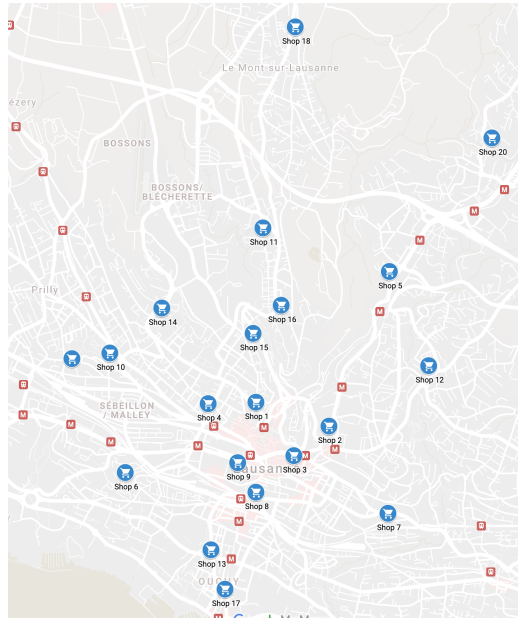 Shop 18
Le Mont-sur-Lausanne
ézery
BOSSONS
Shop 20
BOSSONS/
BLÉCHERETTE
M
M
Shop 11
M
Shop 5
Prilly
Shop 14
Shop 16
M
Shop 15
Shop 10
Shop 12
M
M
SÉBEILLON
/ MALLEY
Shop 4
Shop 1
M
M
Shop 2
M
M
M
M
Lausan
Shop 9
Shop 3
Shop 6
Shop 8
Shop 7
M
Shop 13
M
OUCHY
Shop 17
M